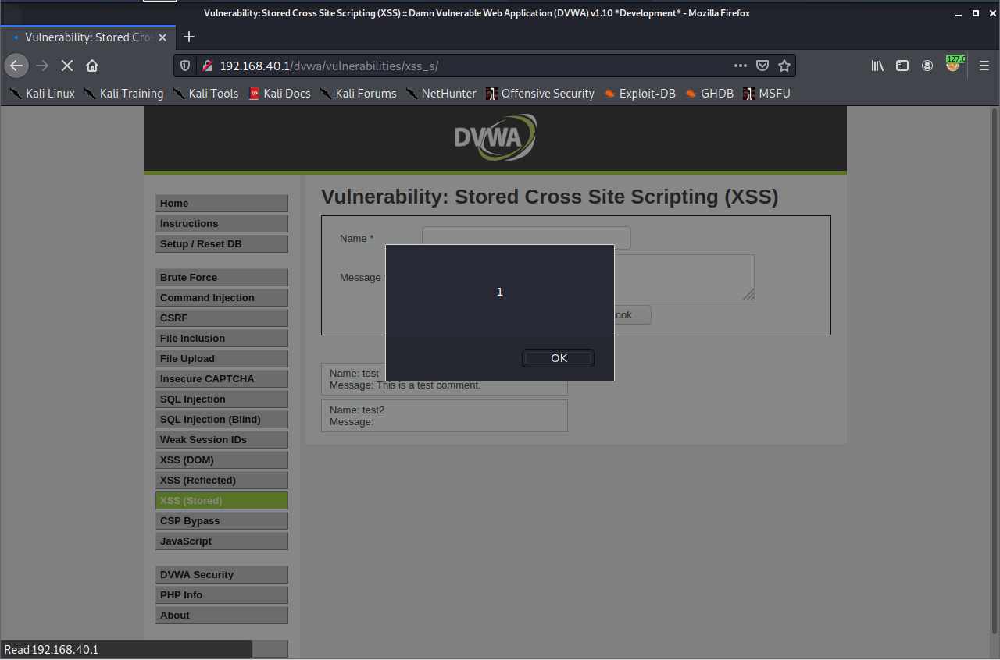 Vulnerability: Stored Cross Site Scripting (XSS) :: Damn Vulnerable Web Application (DVWA) v1.10 *Development* - Mozilla Firefox
Vulnerability: Stored Cro
192.168.40.1/dvwa/vulnerabilities/xss_s/
127.0
Kali Linux Kali Training Kali Tools Kali Docs Kali Forums NetHunter Offensive Security Exploit-DB GHDB MSFU
DVWA
Home
Instructions
Setup / Reset DB
Brute Force
Command Injection
CSRF
File Inclusion
File Upload
Insecure CAPTCHA
SQL Injection
SQL Injection (Blind)
Weak Session IDs
XSS (DOM)
XSS (Reflected)
XSS (Stored)
CSP Bypass
JavaScript
DVWA Security
PHP Info
About
Vulnerability: Stored Cross Site Scripting (XSS)
Name *
Message
ook
1
OK
Name: test
Message: This is a test comment.
Name: test2
Message:
Read 192.168.40.1